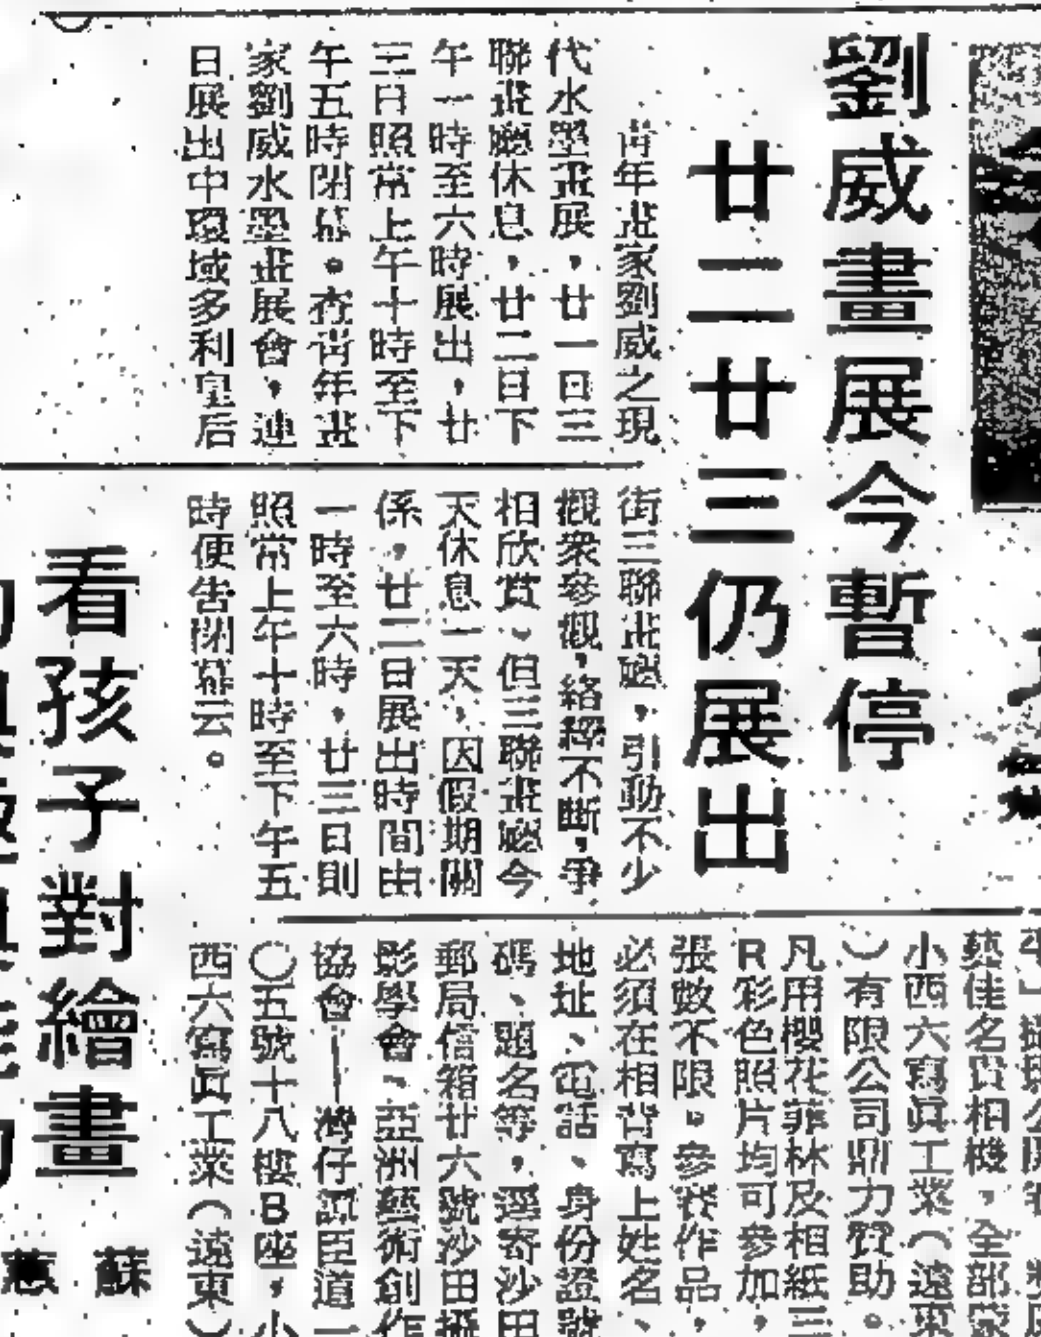 劉威畫展今暫停
廿二廿三仍展出
青年畫家劉威之現
代水墨畫展，廿一日三
聯畫廳休息，廿二日下
午一時至六時展出，廿
三日照常上午十時至下
午五時閉幕。查青年畫
家劉威水墨畫展會，連
日展出中環域多利皇后
街三聯畫廳，引動不少
觀衆參觀，絡繹不斷，爭
相欣賞、但三聯畫廳今
天休息一天，因假期關
係，廿二日展出時間由
一時至六時，廿三日則
照常上午十時至下午五
時便告閉幕云。
藝佳名貴相機，全部
小西六寫眞工業（遠東
）有限公司鼎力贊助。
凡用櫻花菲林及相紙三
R彩色照片均可參加，
張數不限。參賽作品，
必須在相背寫上姓名、
地址、電話、身份證號
碼、題名等，逕寄沙田
郵局信箱廿六號沙田攝
影學會、亞洲藝術創作
協會—灣仔譚臣道一
〇五號十八樓B座，小
西六寫眞工業（遠東）
看孩子對繪畫
蘇